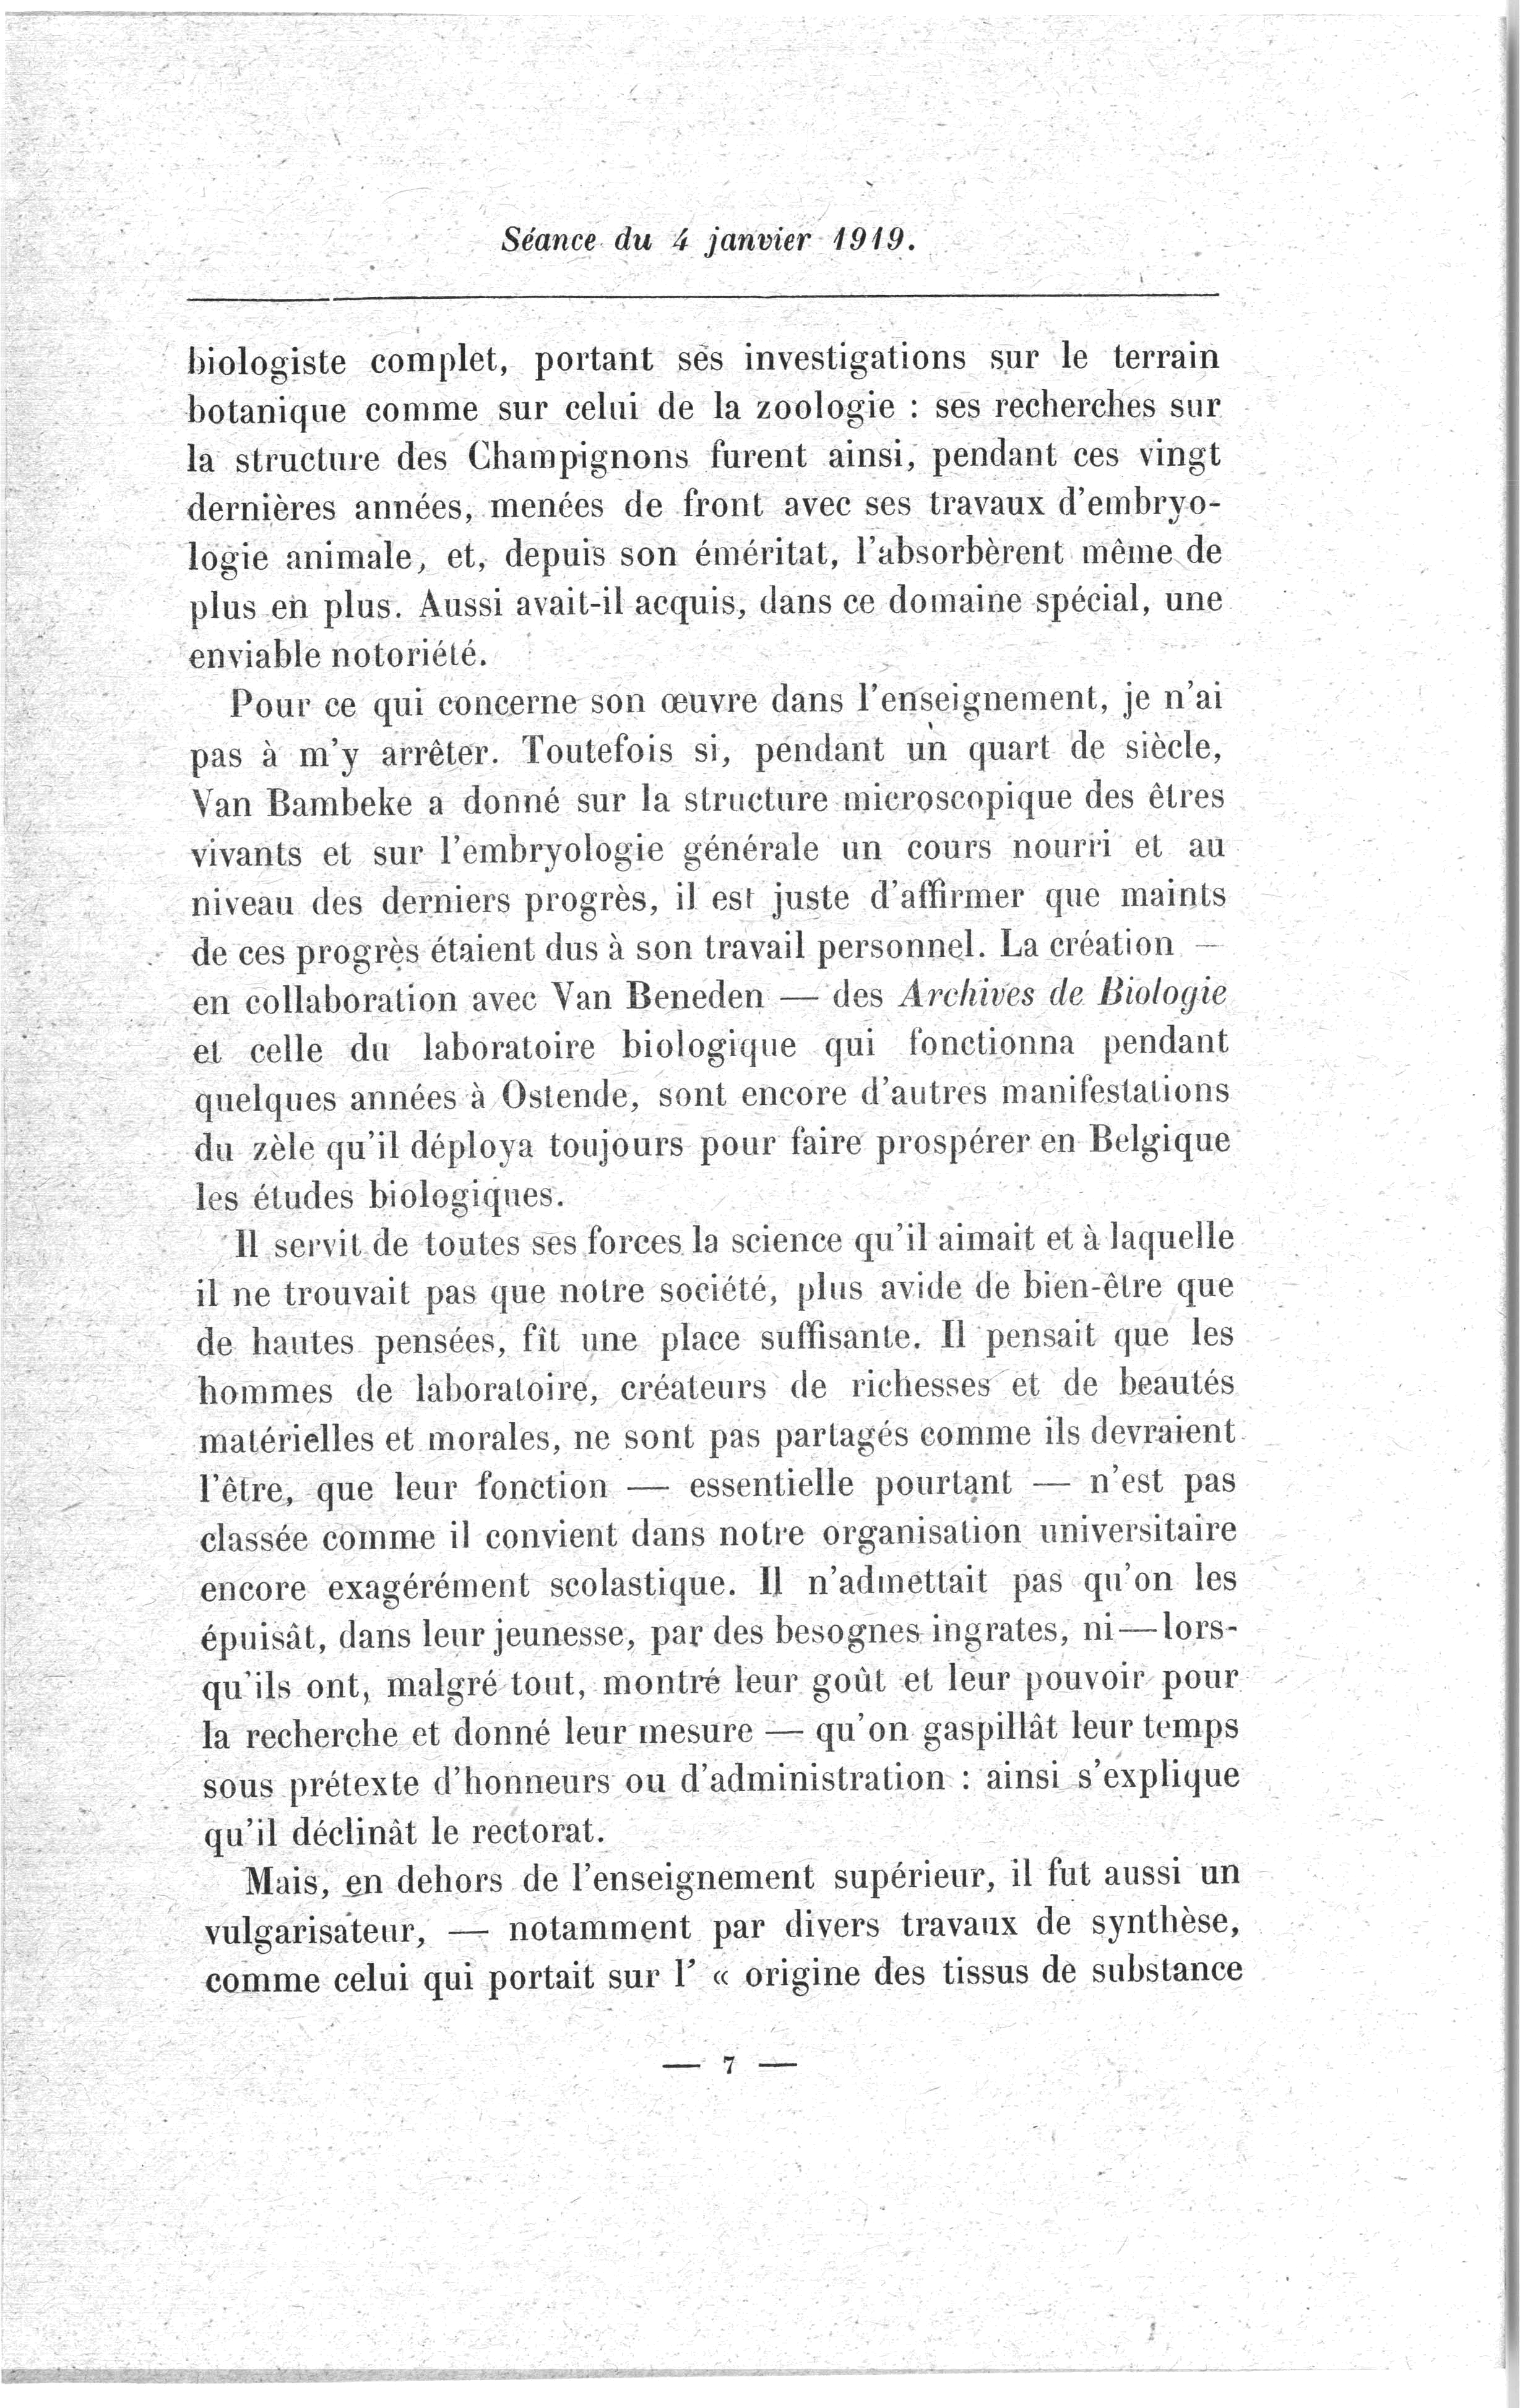 Séance du 4 janvier 1919.
biologiste complet, portant ses investigations sur le terrain
botanique comme sur celui de la zoologie : ses recherches sur
la structure des Champignons furent ainsi, pendant ces vingt
dernières années, menées de front avec ses travaux d'embryo-
logie animale, et, depuis son éméritat, l'absorbèrent même de
plus en plus. Aussi avait-il acquis, dans ce domaine spécial, une
enviable notoriété.
Pour ce qui concerne son œuvre dans l'enseignement, je n'ai
pas à m'y arrêter. Toutefois si, pendant un quart de siècle,
Van Bambeke a donné sur la structure microscopique des êtres
vivants et sur l'embryologie générale un cours nourri et au
niveau des derniers progrès, il est juste d'affirmer que maints
de ces progrès étaient dus à son travail personnel. La création —
en collaboration avec Van Beneden — des Archives de Biologie
et celle du laboratoire biologique qui fonctionna pendant
quelques années à Ostende, sont encore d'autres manifestations
du zèle qu'il déploya toujours pour faire prospérer en Belgique
les études biologiques.
Il servit de toutes ses forces la science qu'il aimait et à laquelle
il ne trouvait pas que notre société, plus avide de bien-être que
de hautes pensées, fît une place suffisante. Il pensait que les
hommes de laboratoire, créateurs de richesses et de beautés
matérielles et morales, ne sont pas partagés comme ils devraient
l'être, que leur fonction — essentielle pourtant — n'est pas
classée comme il convient dans notre organisation universitaire
encore exagérément scolastique. Il n'admettait pas qu'on les
épuisât, dans leur jeunesse, par des besognes ingrates, ni — lors-
qu'ils ont, malgré tout, montré leur goût et leur pouvoir pour
la recherche et donné leur mesure — qu'on gaspillât leur temps
sous prétexte d'honneurs ou d'administration : ainsi s'explique
qu'il déclinât le rectorat.
Mais, en dehors de l'enseignement supérieur, il fut aussi un
vulgarisateur, — notamment par divers travaux de synthèse,
comme celui qui portait sur l' « origine des tissus de substance
— 7 —